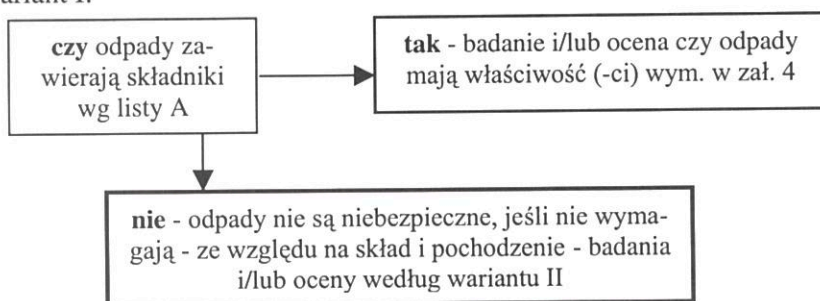 ariant I.
czy odpady za-
wierają składniki
wg listy A
tak - badanie i/lub ocena czy odpady
mają właściwość (-ci) wym. w zał. 4
nie - odpady nie są niebezpieczne, jeśli nie wyma-
gają - ze względu na skład i pochodzenie - badania
i/lub oceny według wariantu II